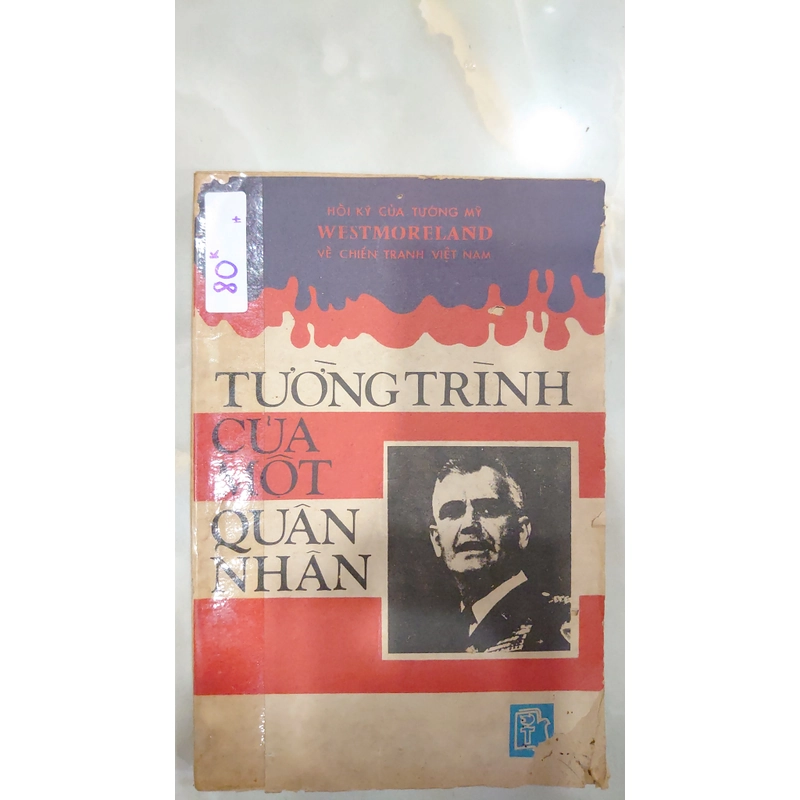 HỒI KÝ CỦA TƯỚNG MỸ
WESTMORELAND
VỀ CHIẾN TRANH VIỆT NAM
80K
TƯỜNG TRÌNH
CỦA
MỘT
QUÂN
NHÂN